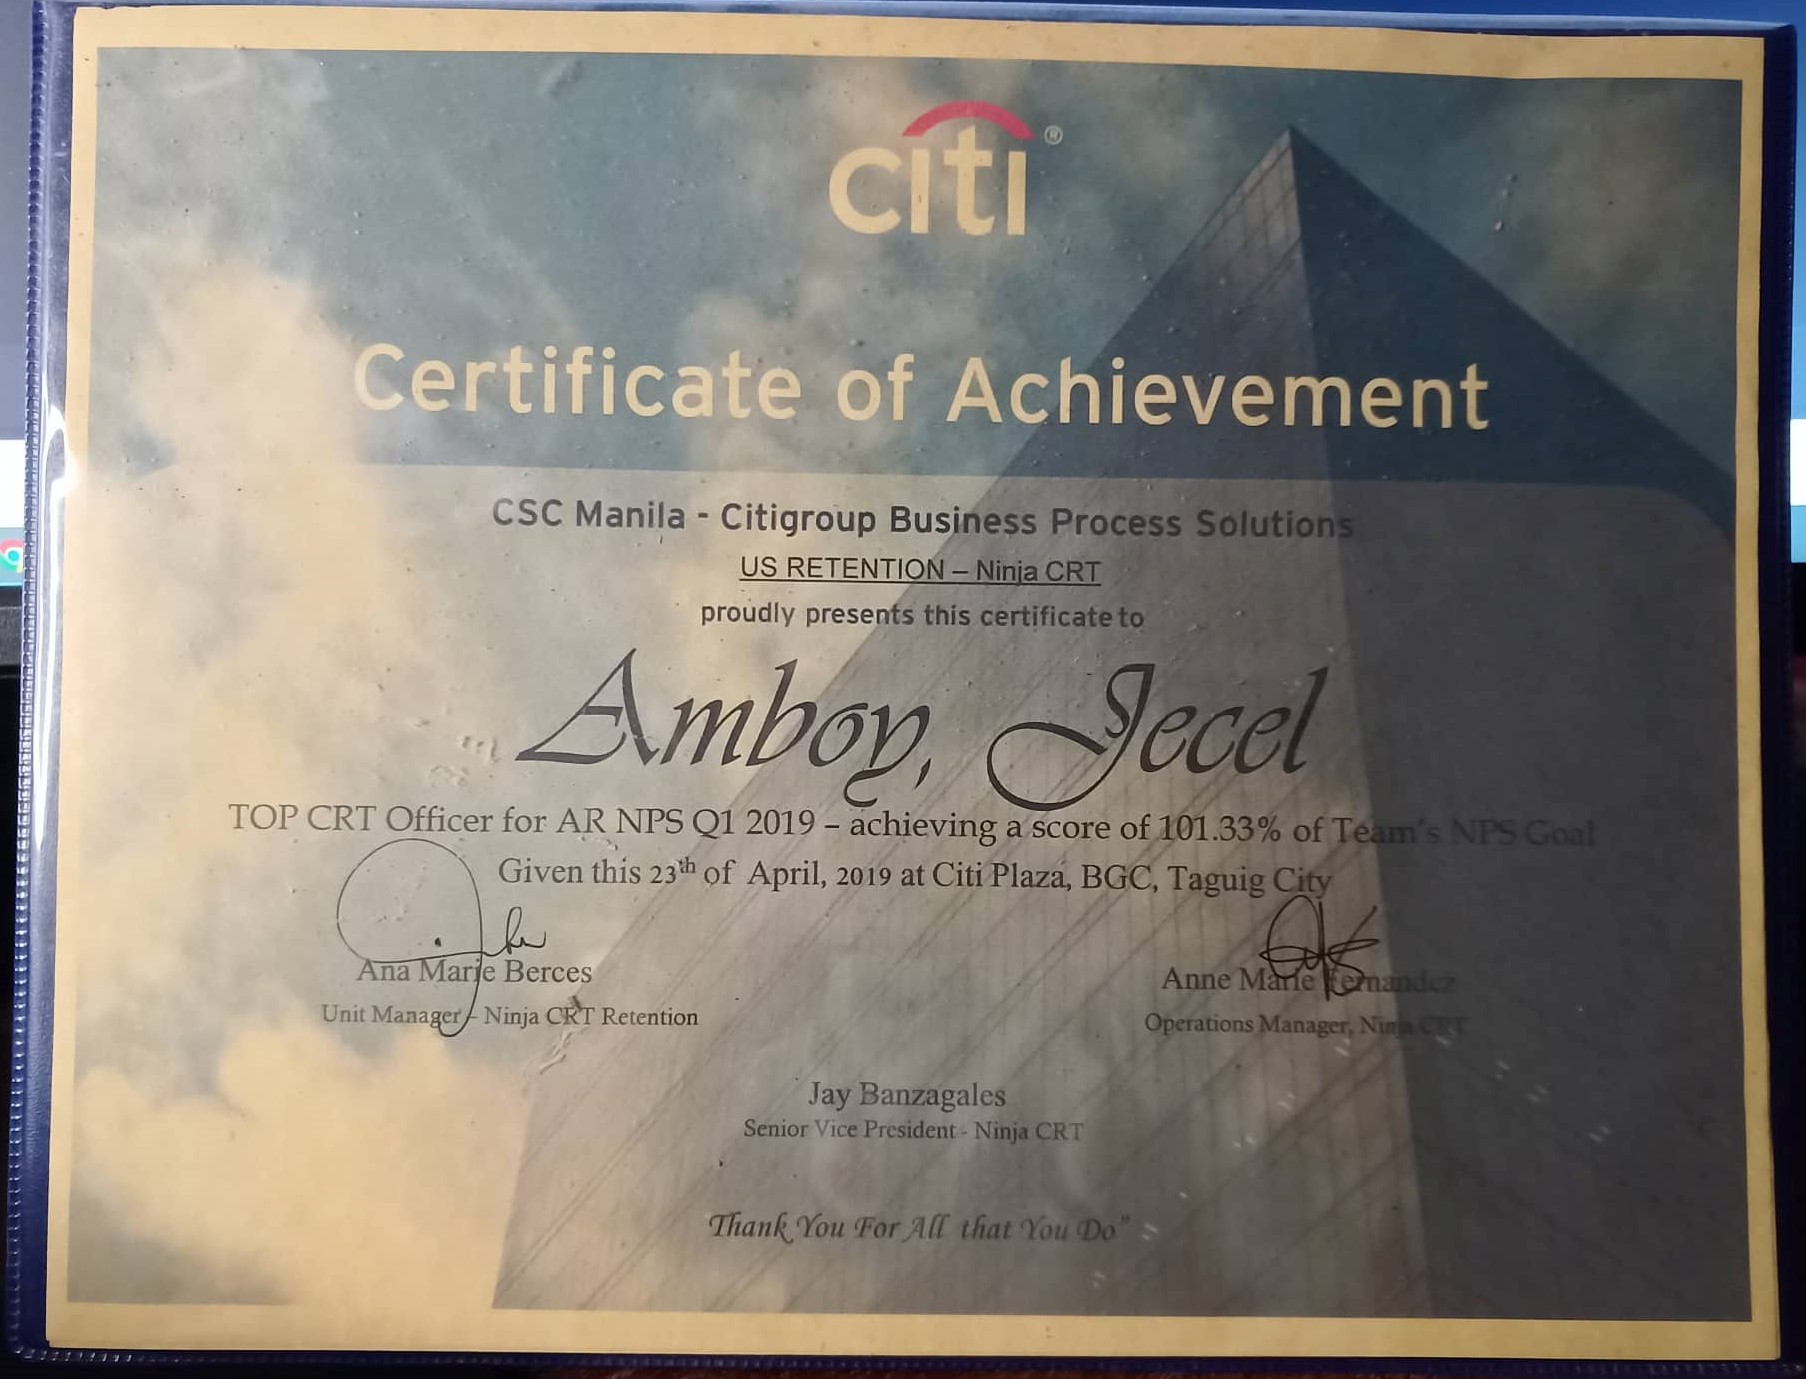 citi®
Certificate of Achievement
CSC Manila - Citigroup Business Process Solutions
US RETENTION – Ninja CRT
proudly presents this certificate to
Amboy, Jecel
TOP CRT Officer for AR NPS Q1 2019 – achieving a score of 101.33% of Team's NPS Goal
Given this 23th of April, 2019 at Citi Plaza, BGC, Taguig City
Ana Marie Berces
Unit Manager – Ninja CRT Retention
Anne Marie Fernandez
Operations Manager, Ninja CRT
Jay Banzagales
Senior Vice President - Ninja CRT
Thank You For All that You Do"